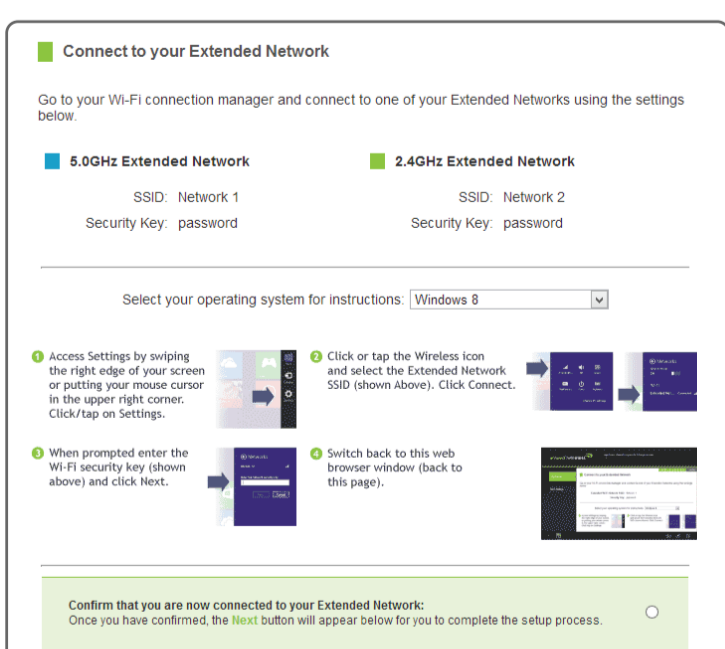 Connect to your Extended Network
Go to your Wi-Fi connection manager and connect to one of your Extended Networks using the settings
below.
5.0GHz Extended Network
SSID: Network 1
Security Key: password
2.4GHz Extended Network
SSID: Network 2
Security Key: password
Select your operating system for instructions: Windows 8
1 Access Settings by swiping
the right edge of your screen
or putting your mouse cursor
in the upper right corner.
Click/tap on Settings.
2 Click or tap the Wireless icon
and select the Extended Network
SSID (shown Above). Click Connect.
3 When prompted enter the
Wi-Fi security key (shown
above) and click Next.
4 Switch back to this web
browser window (back to
this page).
Confirm that you are now connected to your Extended Network:
Once you have confirmed, the Next button will appear below for you to complete the setup process.